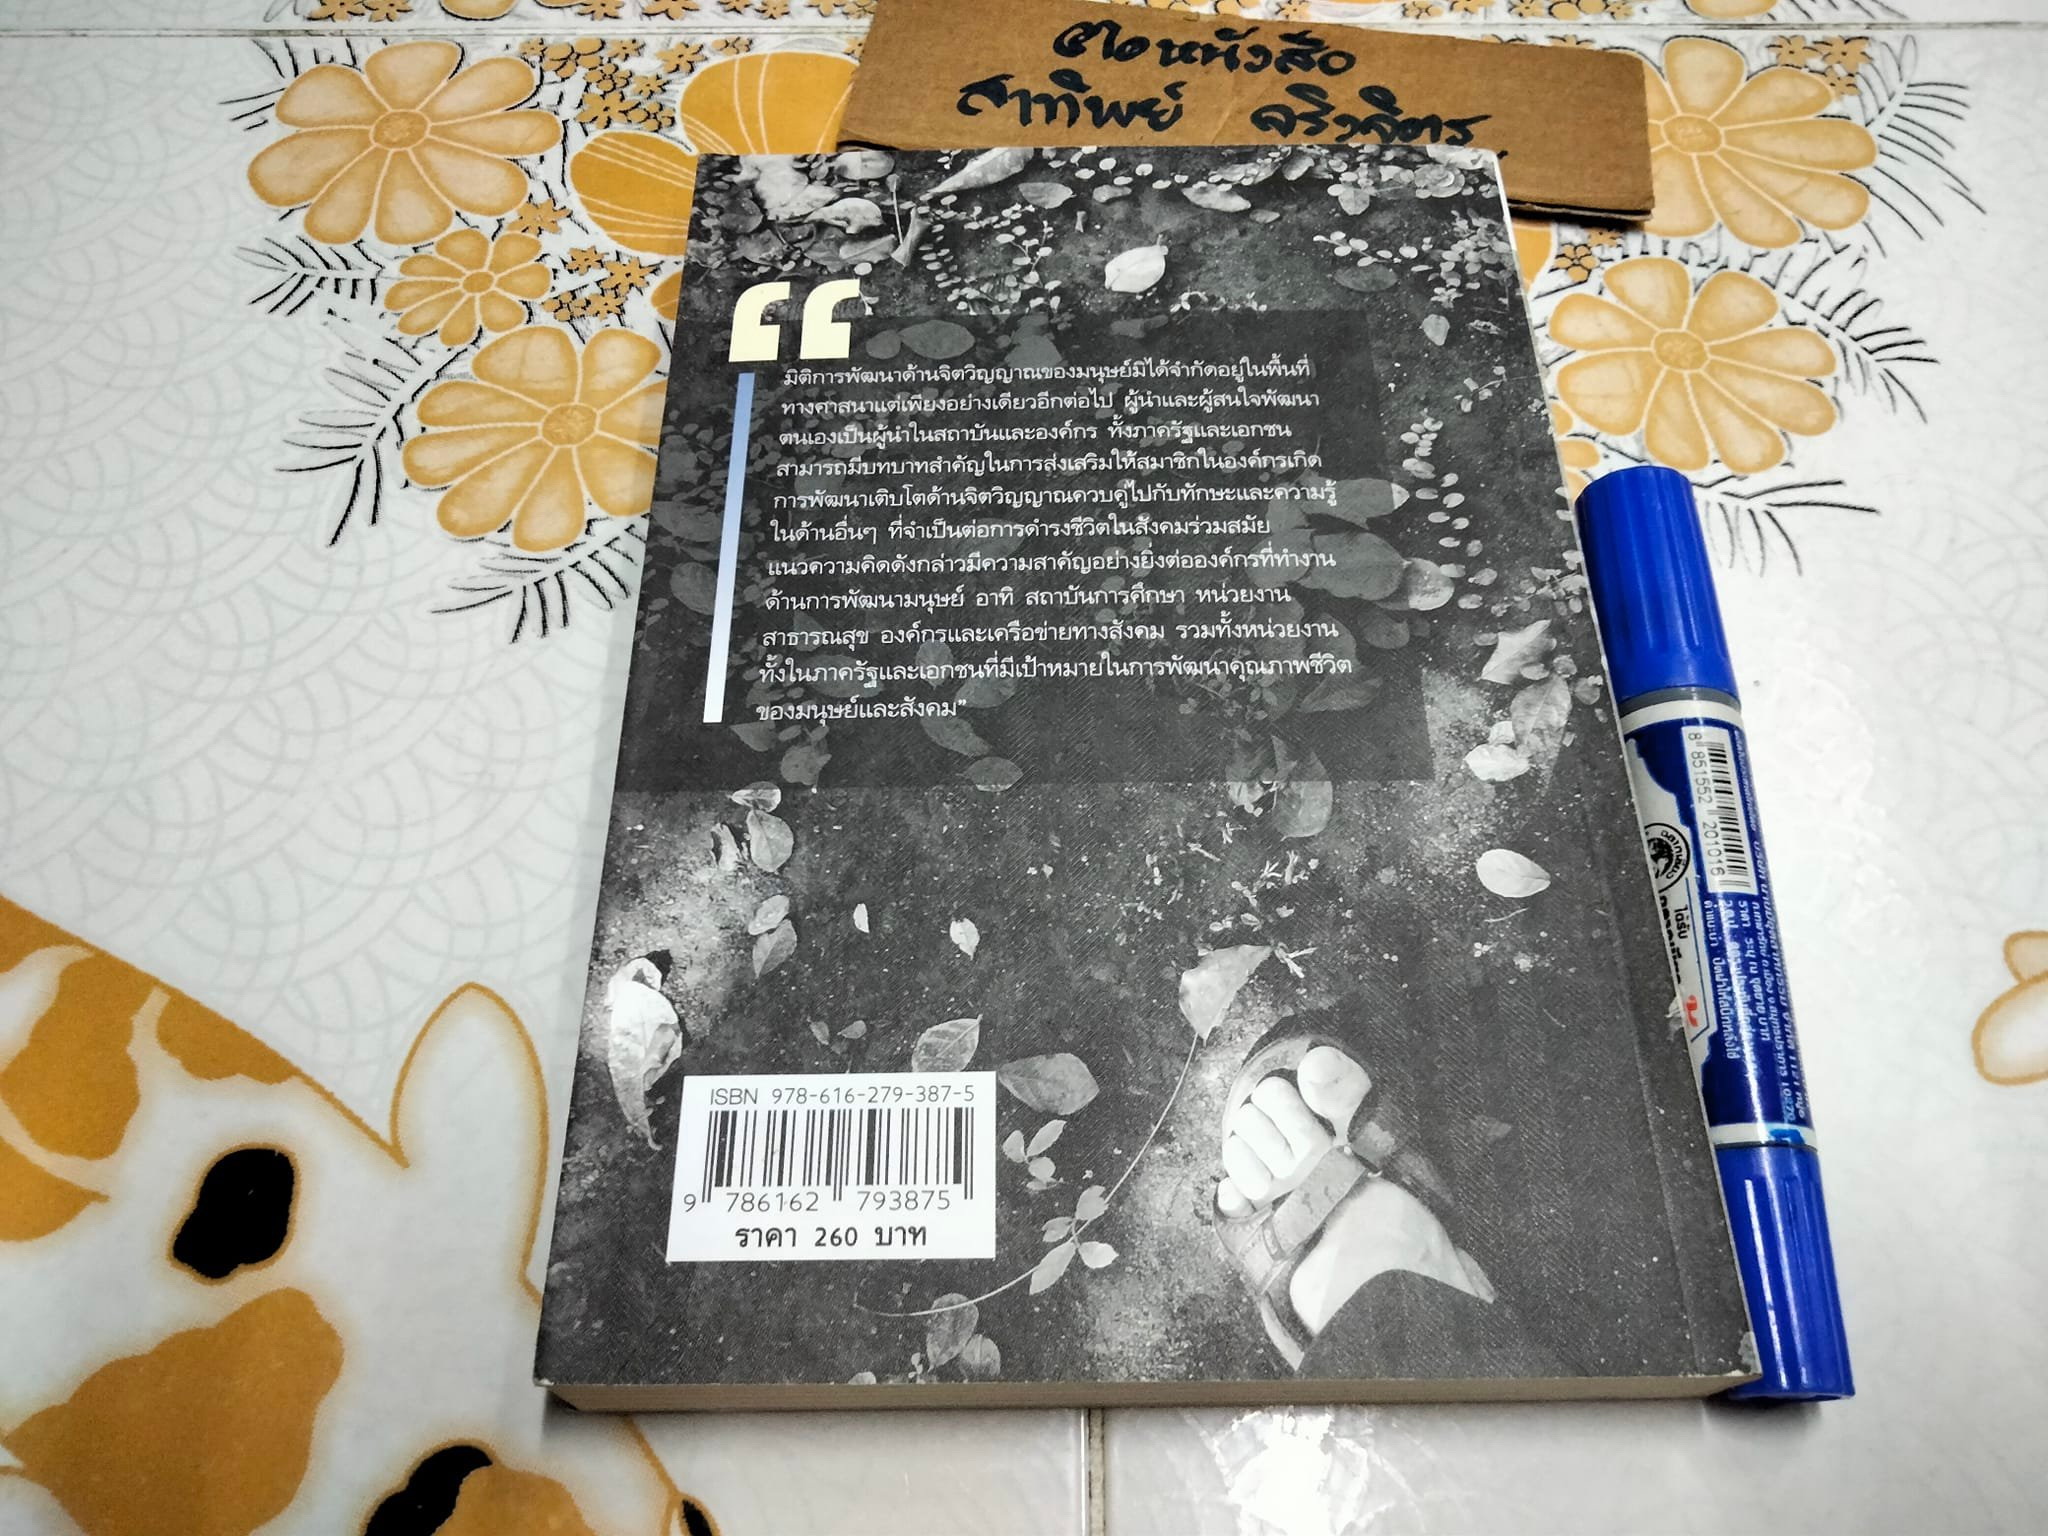 สาทิพย์
“
มิติการพัฒนาด้านจิตวิญญาณของมนุษย์มิได้จำกัดอยู่ในพื้นที่
ทางศาสนาแต่เพียงอย่างเดียวอีกต่อไป ผู้นำและผู้สนใจพัฒนา
ตนเองเป็นผู้นำในสถาบันและองค์กร ทั้งภาครัฐและเอกชน
สามารถมีบทบาทสำคัญในการส่งเสริมให้สมาชิกในองค์กรเกิด
การพัฒนาเติบโตด้านจิตวิญญาณควบคู่ไปกับทักษะและความรู้
ในด้านอื่นๆ ที่จำเป็นต่อการดำรงชีวิตในสังคมร่วมสมัย
แนวความคิดดังกล่าวมีความสำคัญอย่างยิ่งต่อองค์กรที่ทำงาน
ด้านการพัฒนามนุษย์ อาทิ สถาบันการศึกษา หน่วยงาน
สาธารณสุข องค์กรและเครือข่ายทางสังคม รวมทั้งหน่วยงาน
ทั้งในภาครัฐและเอกชนที่มีเป้าหมายในการพัฒนาคุณภาพชีวิต
ของมนุษย์และสังคม”
ISBN 978-616-279-387-5
9 786162 793875
ราคา 260 บาท
8 851552 201016